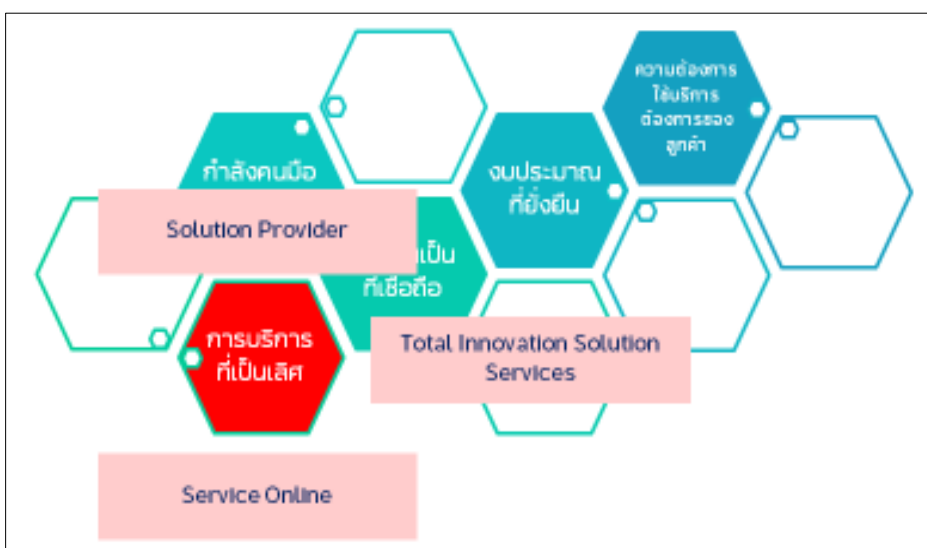 ความต้องการ
ใช้บริการ
ต้องการของ
ลูกค้า
กำลังคนมือ
งบประมาณ
ที่ยั่งยืน
Solution Provider
ที่เชื่อถือ
การบริการ
ที่เป็นเลิศ
Total Innovation Solution
Services
Service Online